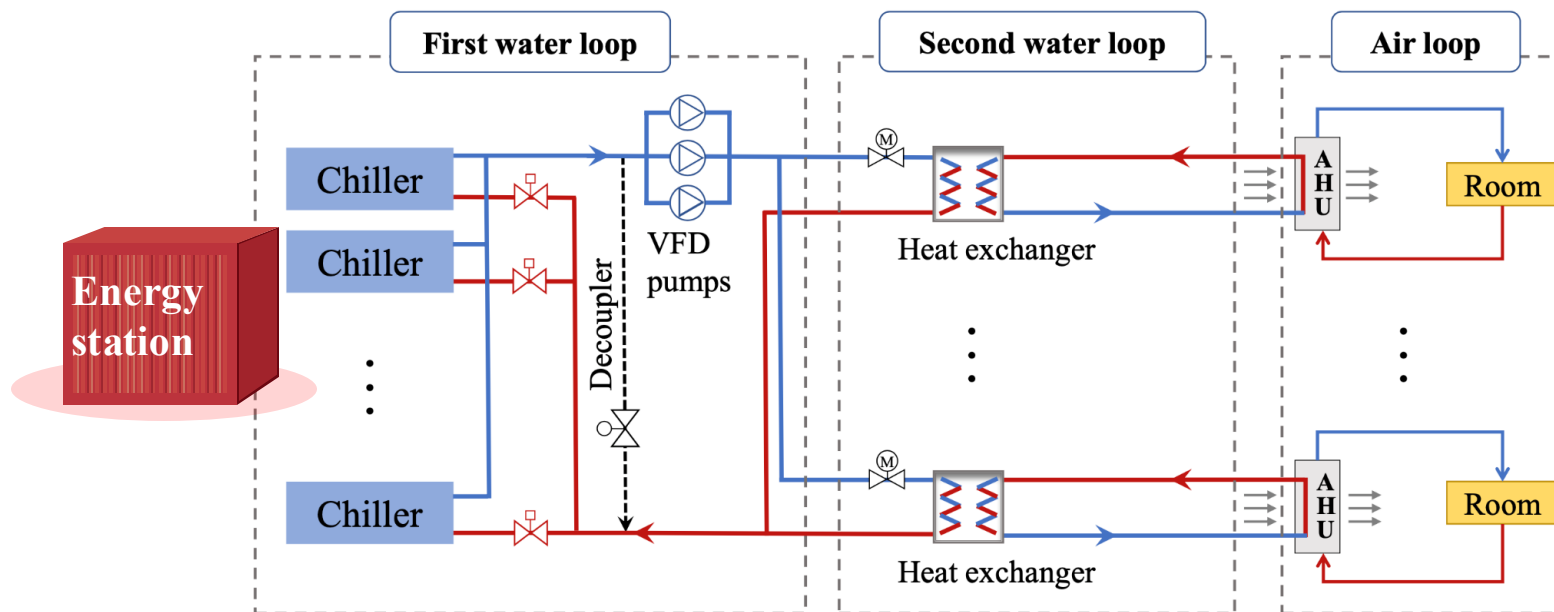 First water loop
Second water loop
Air loop
Chiller
Chiller
Chiller
Energy
station
Decoupler
VFD
pumps
M
Heat exchanger
A
H
U
Room
M
Heat exchanger
A
H
U
Room